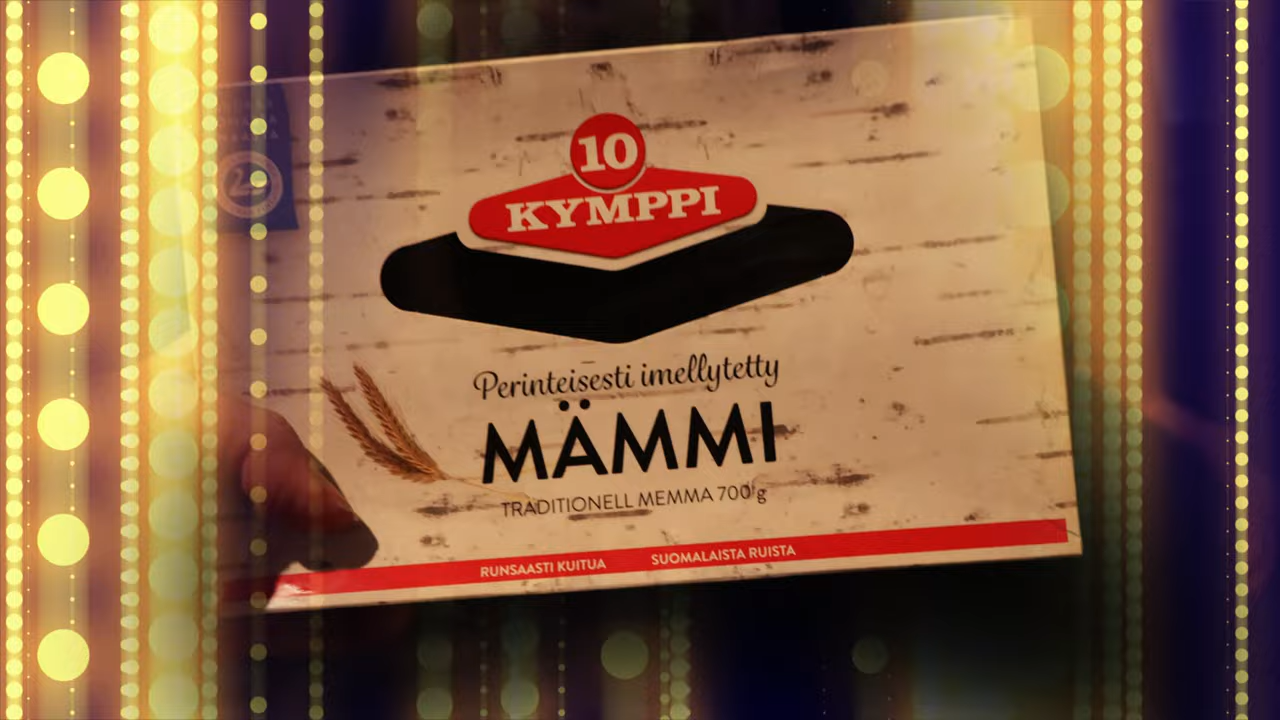 10
KYMPPI
Perinteisesti imellytetty
MÄMMI
TRADITIONELL MEMMA 700 g
RUNSAASTI KUITUA SUOMALAISTA RUISTA